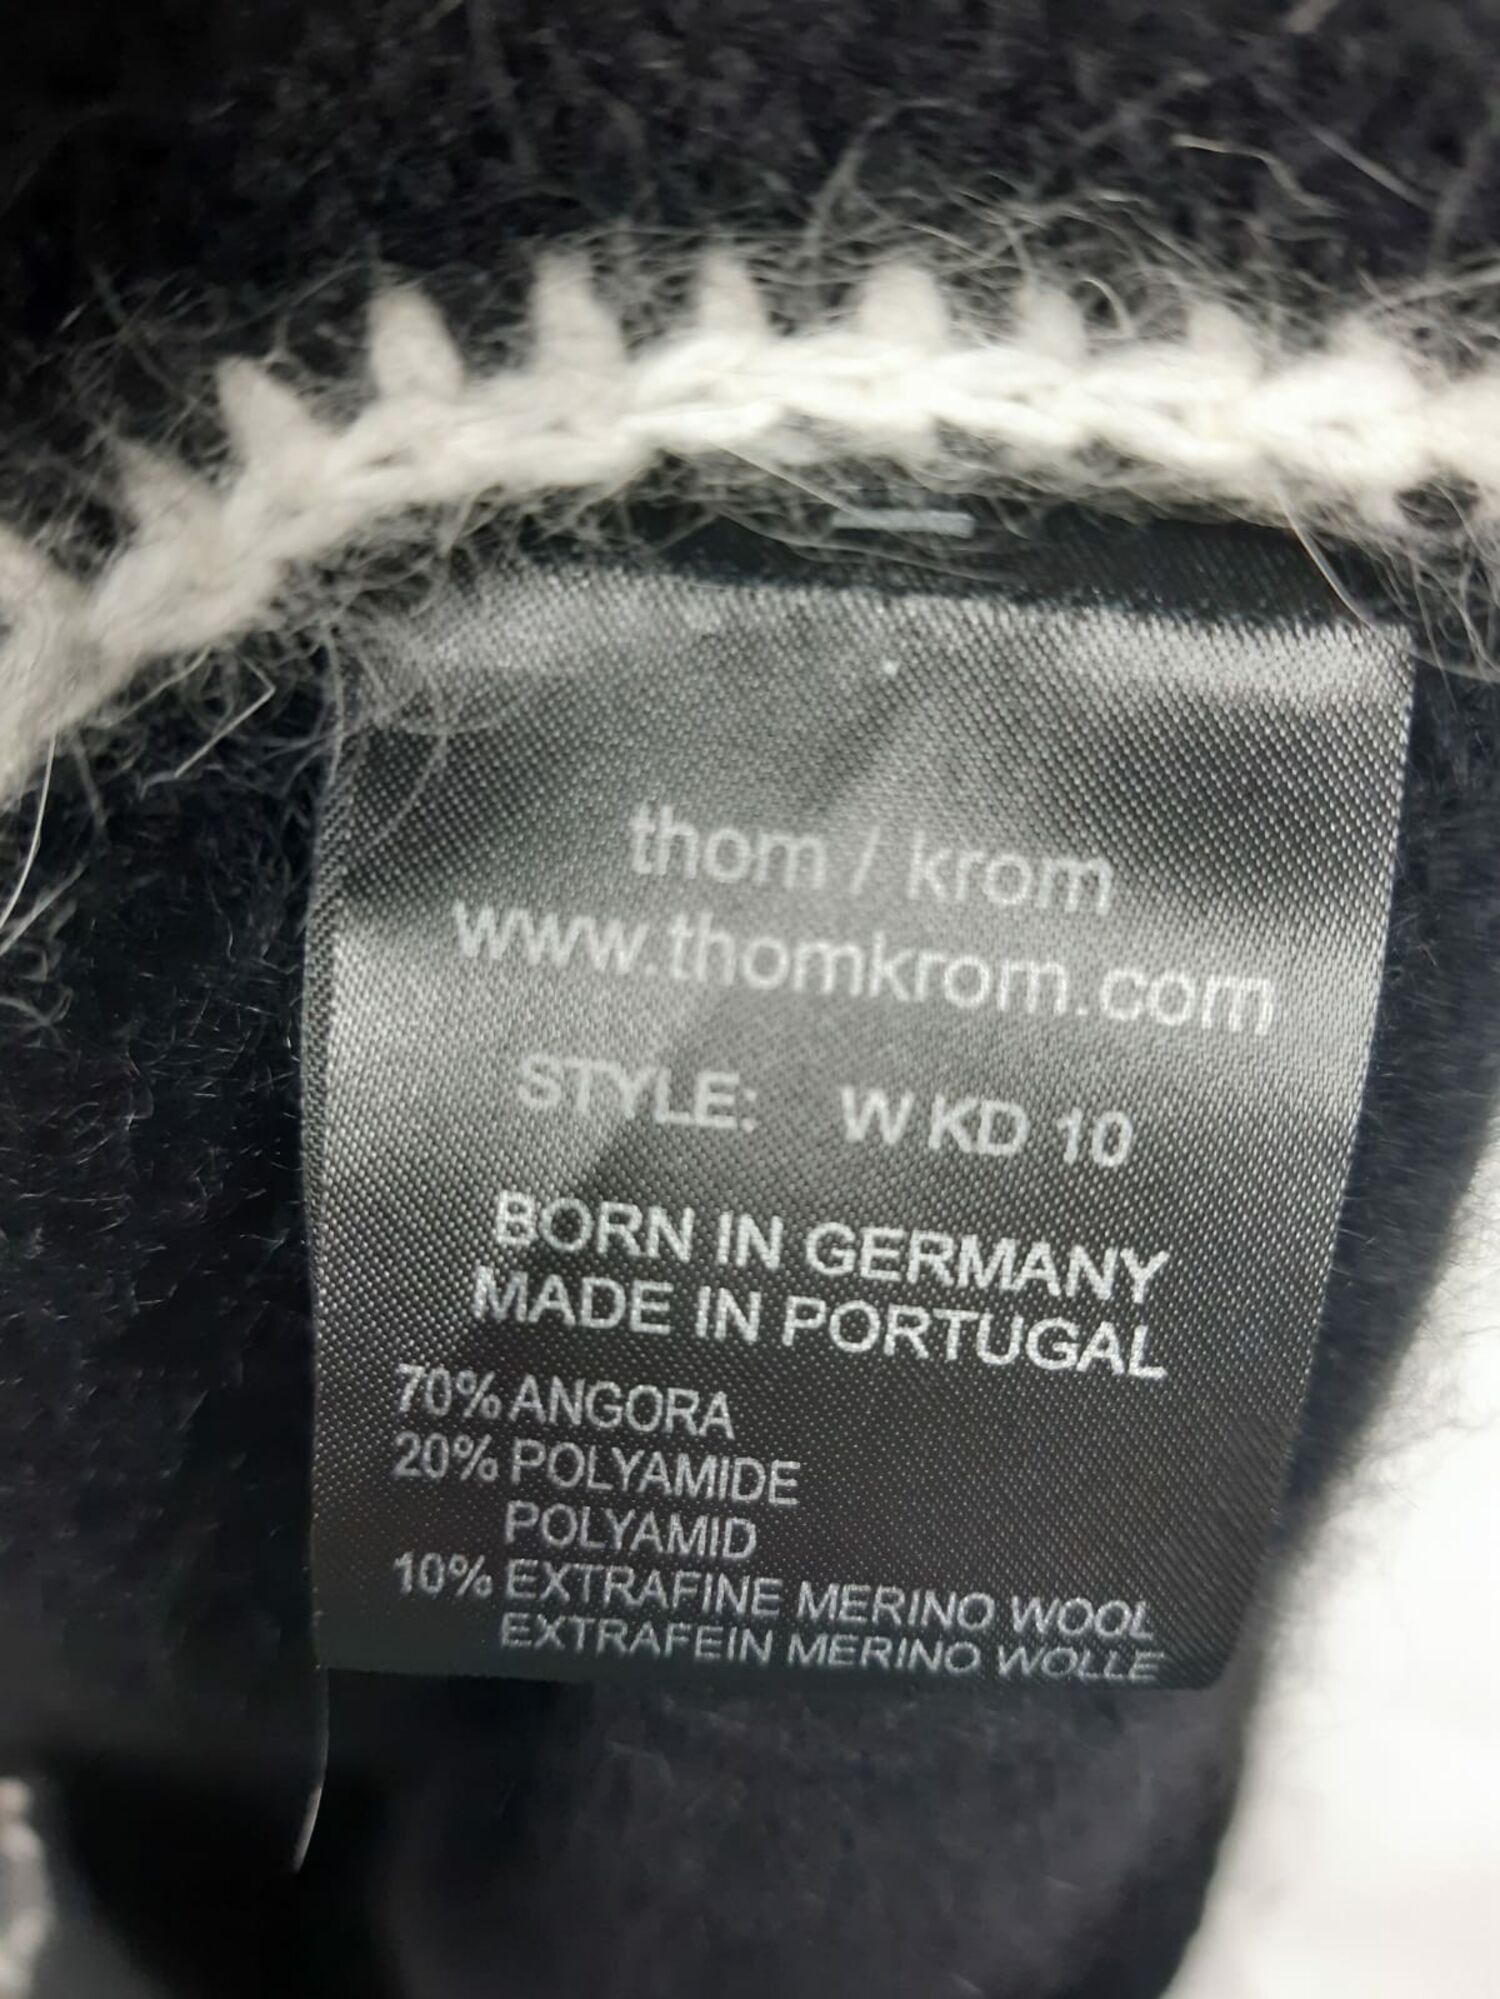 thom / krom
www.thomkrom.com
STYLE: W KD 10
BORN IN GERMANY
MADE IN PORTUGAL
70% ANGORA
20% POLYAMIDE
POLYAMID
10% EXTRAFINE MERINO WOOL
EXTRAFEIN MERINO WOLLE